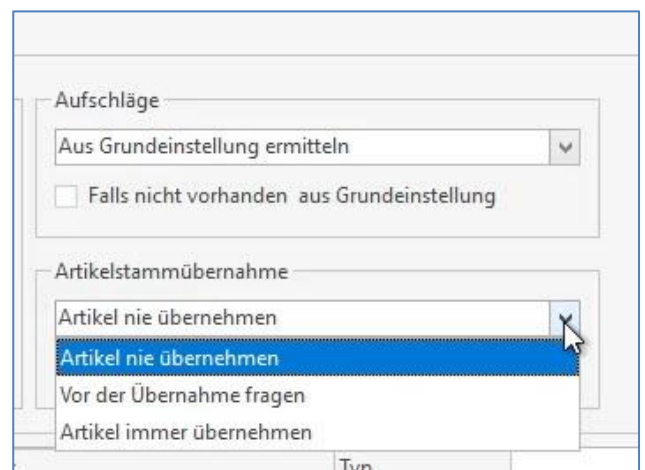 Aufschläge
Aus Grundeinstellung ermitteln
Falls nicht vorhanden aus Grundeinstellung
Artikelstammübernahme
Artikel nie übernehmen
Artikel nie übernehmen
Vor der Übernahme fragen
Artikel immer übernehmen
Typ